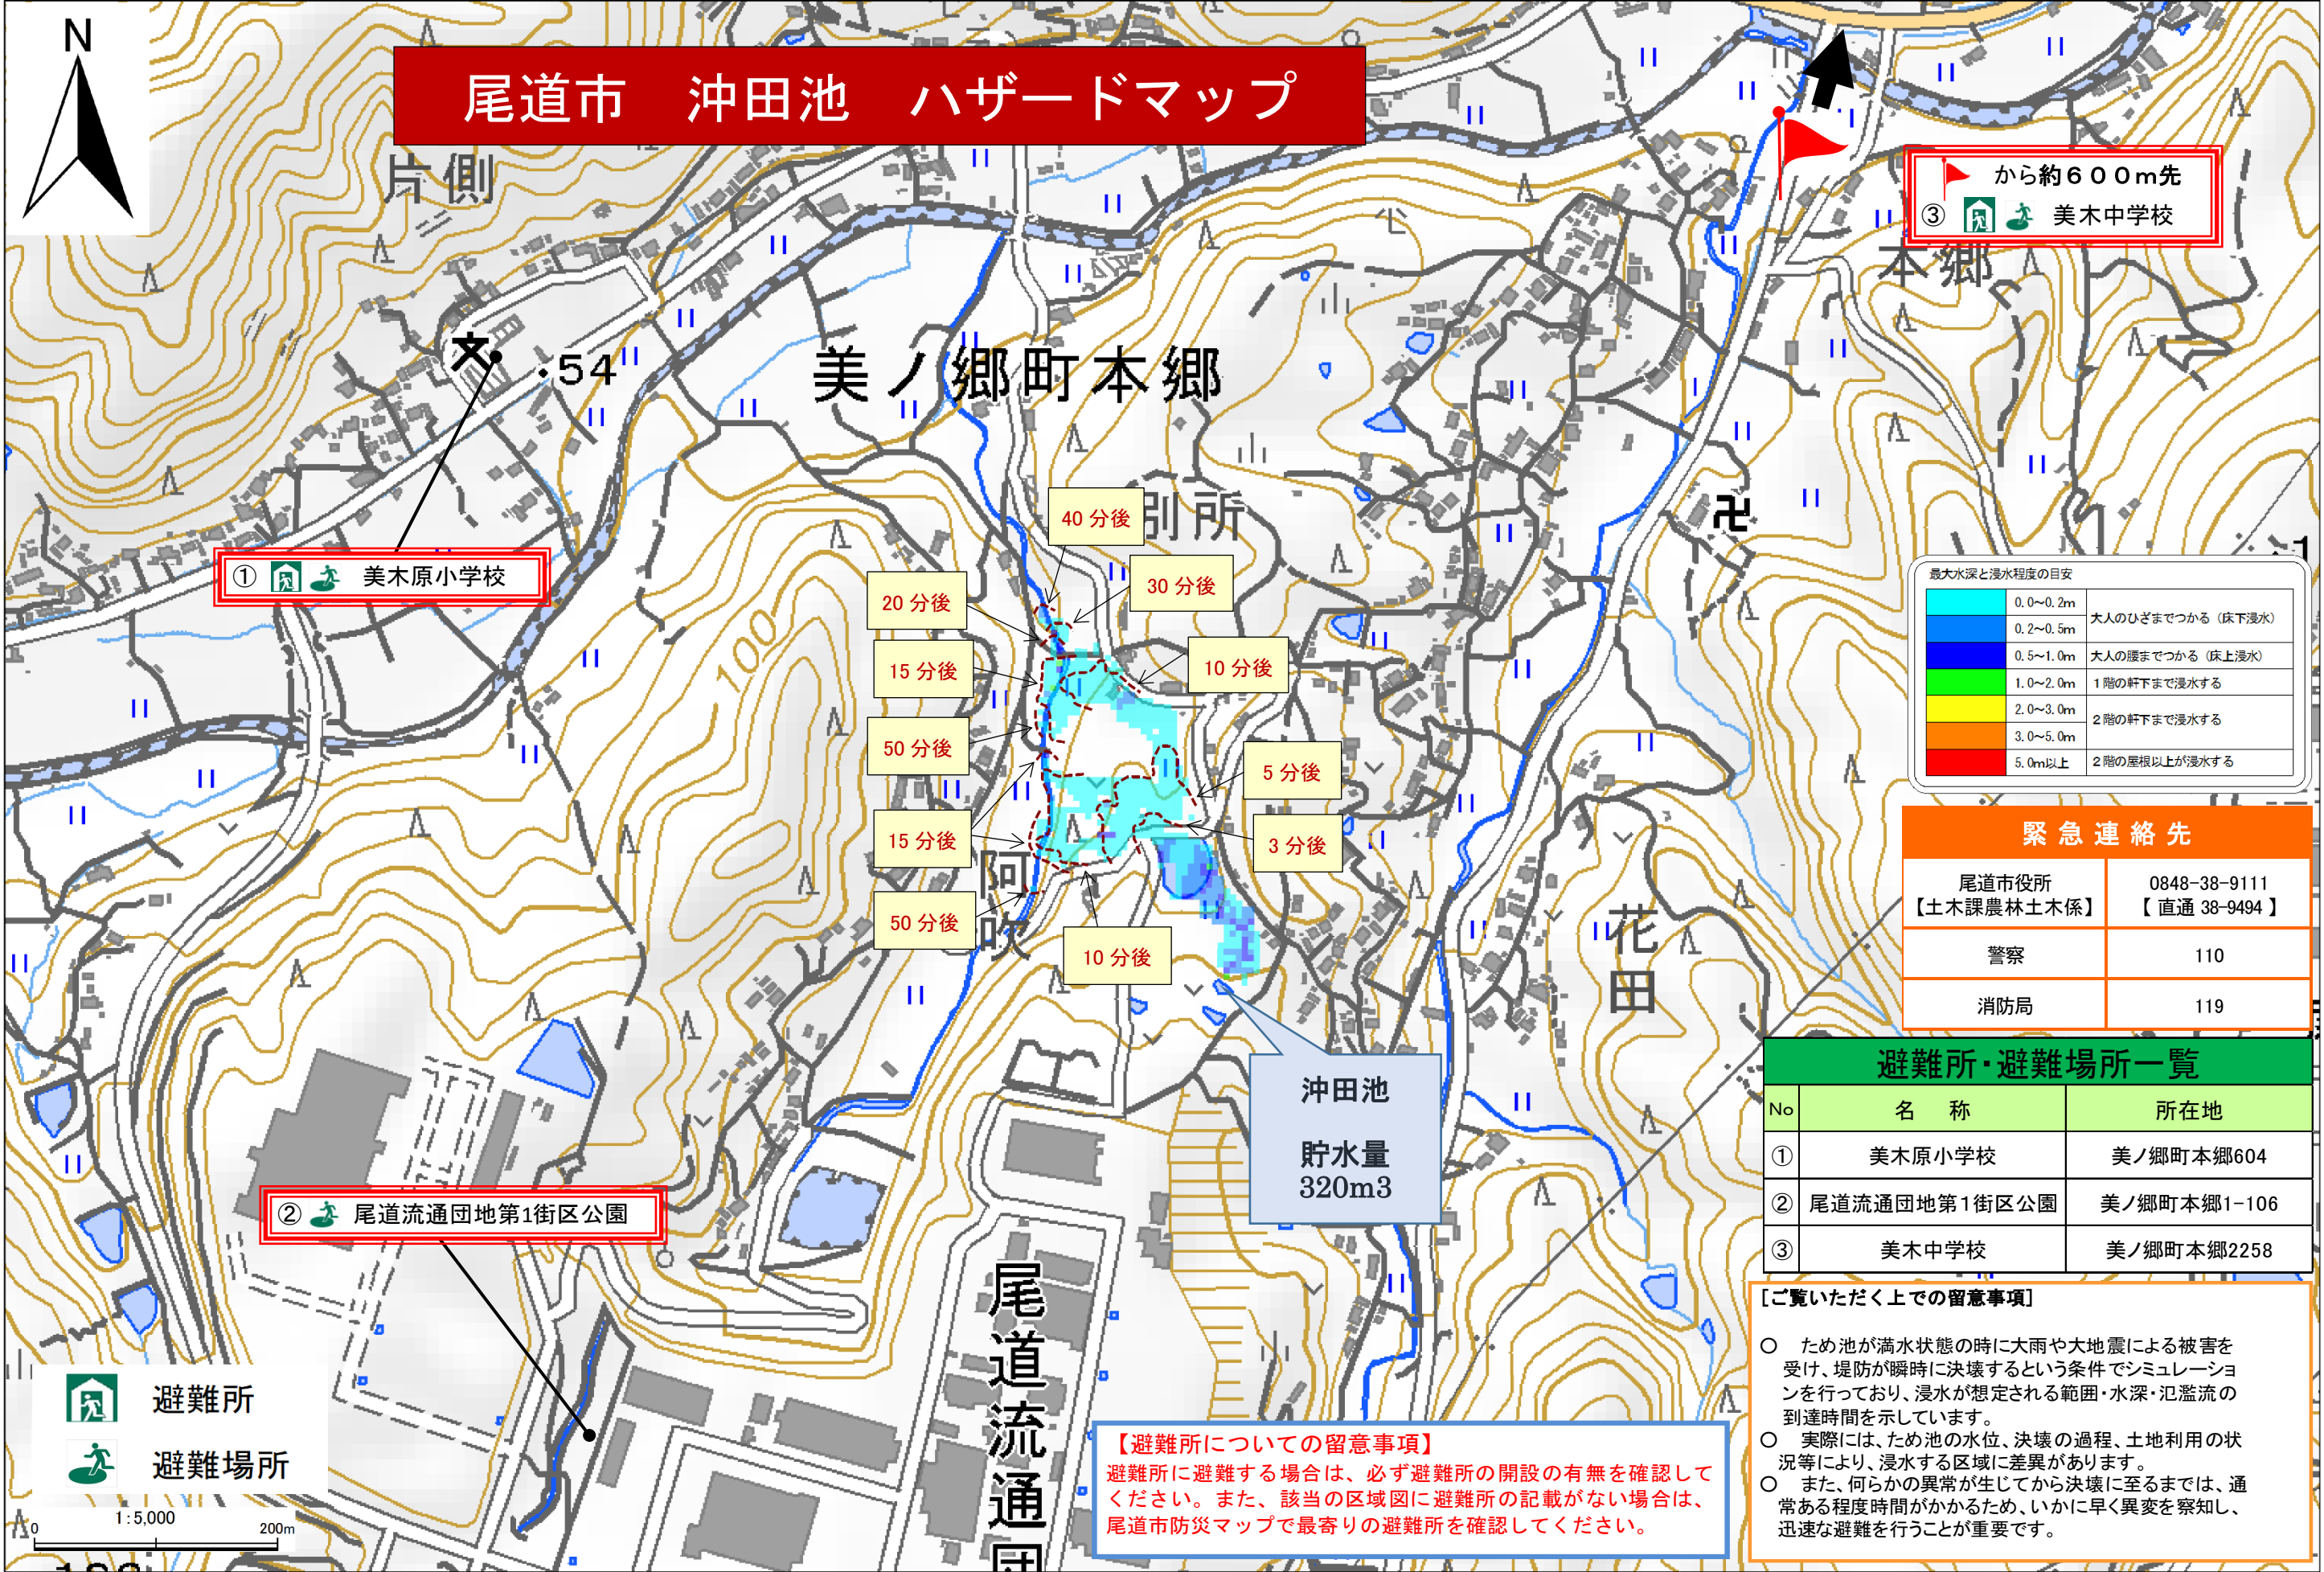 N
尾道市　沖田池　ハザードマップ
片側
から約600m先
③ 美木中学校
本郷
:54
美ノ郷町本郷
別所
40分後
30分後
20分後
15分後
10分後
50分後
5分後
15分後
3分後
50分後
10分後
① 美木原小学校
100
阿吹
花田
沖田池
貯水量
320m3
② 尾道流通団地第1街区公園
尾道流通団
避難所
避難場所
1:5,000
0 200m
最大水深と浸水程度の目安
0.0~0.2m 大人のひざまでつかる（床下浸水）
0.2~0.5m
0.5~1.0m 大人の腰までつかる（床上浸水）
1.0~2.0m 1階の軒下まで浸水する
2.0~3.0m 2階の軒下まで浸水する
3.0~5.0m
5.0m以上 2階の屋根以上が浸水する
緊急連絡先
尾道市役所 0848-38-9111
【土木課農林土木係】 【直通 38-9494】
警察 110
消防局 119
避難所・避難場所一覧
No 名　称 所在地
① 美木原小学校 美ノ郷町本郷604
② 尾道流通団地第1街区公園 美ノ郷町本郷1-106
③ 美木中学校 美ノ郷町本郷2258
[ご覧いただく上での留意事項]
○　ため池が満水状態の時に大雨や大地震による被害を
受け、堤防が瞬時に決壊するという条件でシミュレーショ
ンを行っており、浸水が想定される範囲・水深・氾濫流の
到達時間を示しています。
○　実際には、ため池の水位、決壊の過程、土地利用の状
況等により、浸水する区域に差異があります。
○　また、何らかの異常が生じてから決壊に至るまでは、通
常ある程度時間がかかるため、いかに早く異変を察知し、
迅速な避難を行うことが重要です。
【避難所についての留意事項】
避難所に避難する場合は、必ず避難所の開設の有無を確認して
ください。また、該当の区域図に避難所の記載がない場合は、
尾道市防災マップで最寄りの避難所を確認してください。